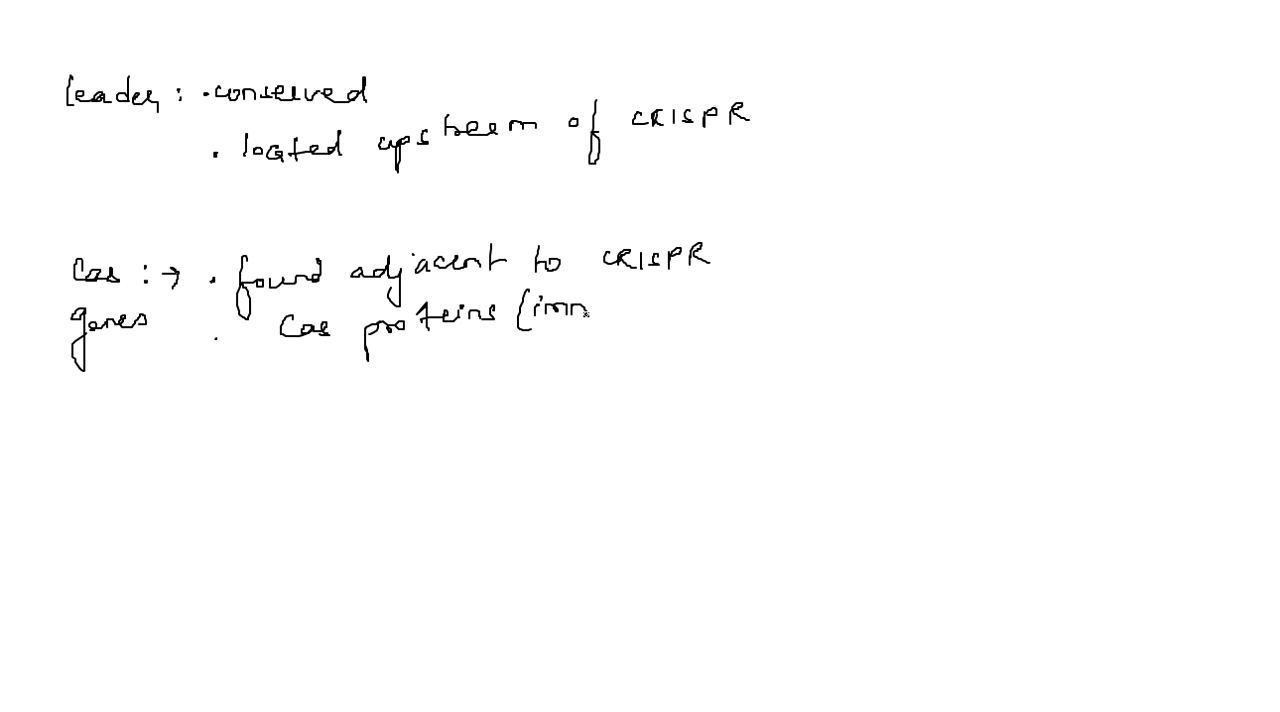 Leader : . conserved
. located upstream of CRISPR
Cas : → . found adjacent to CRISPR
genes . Cas proteins (imm